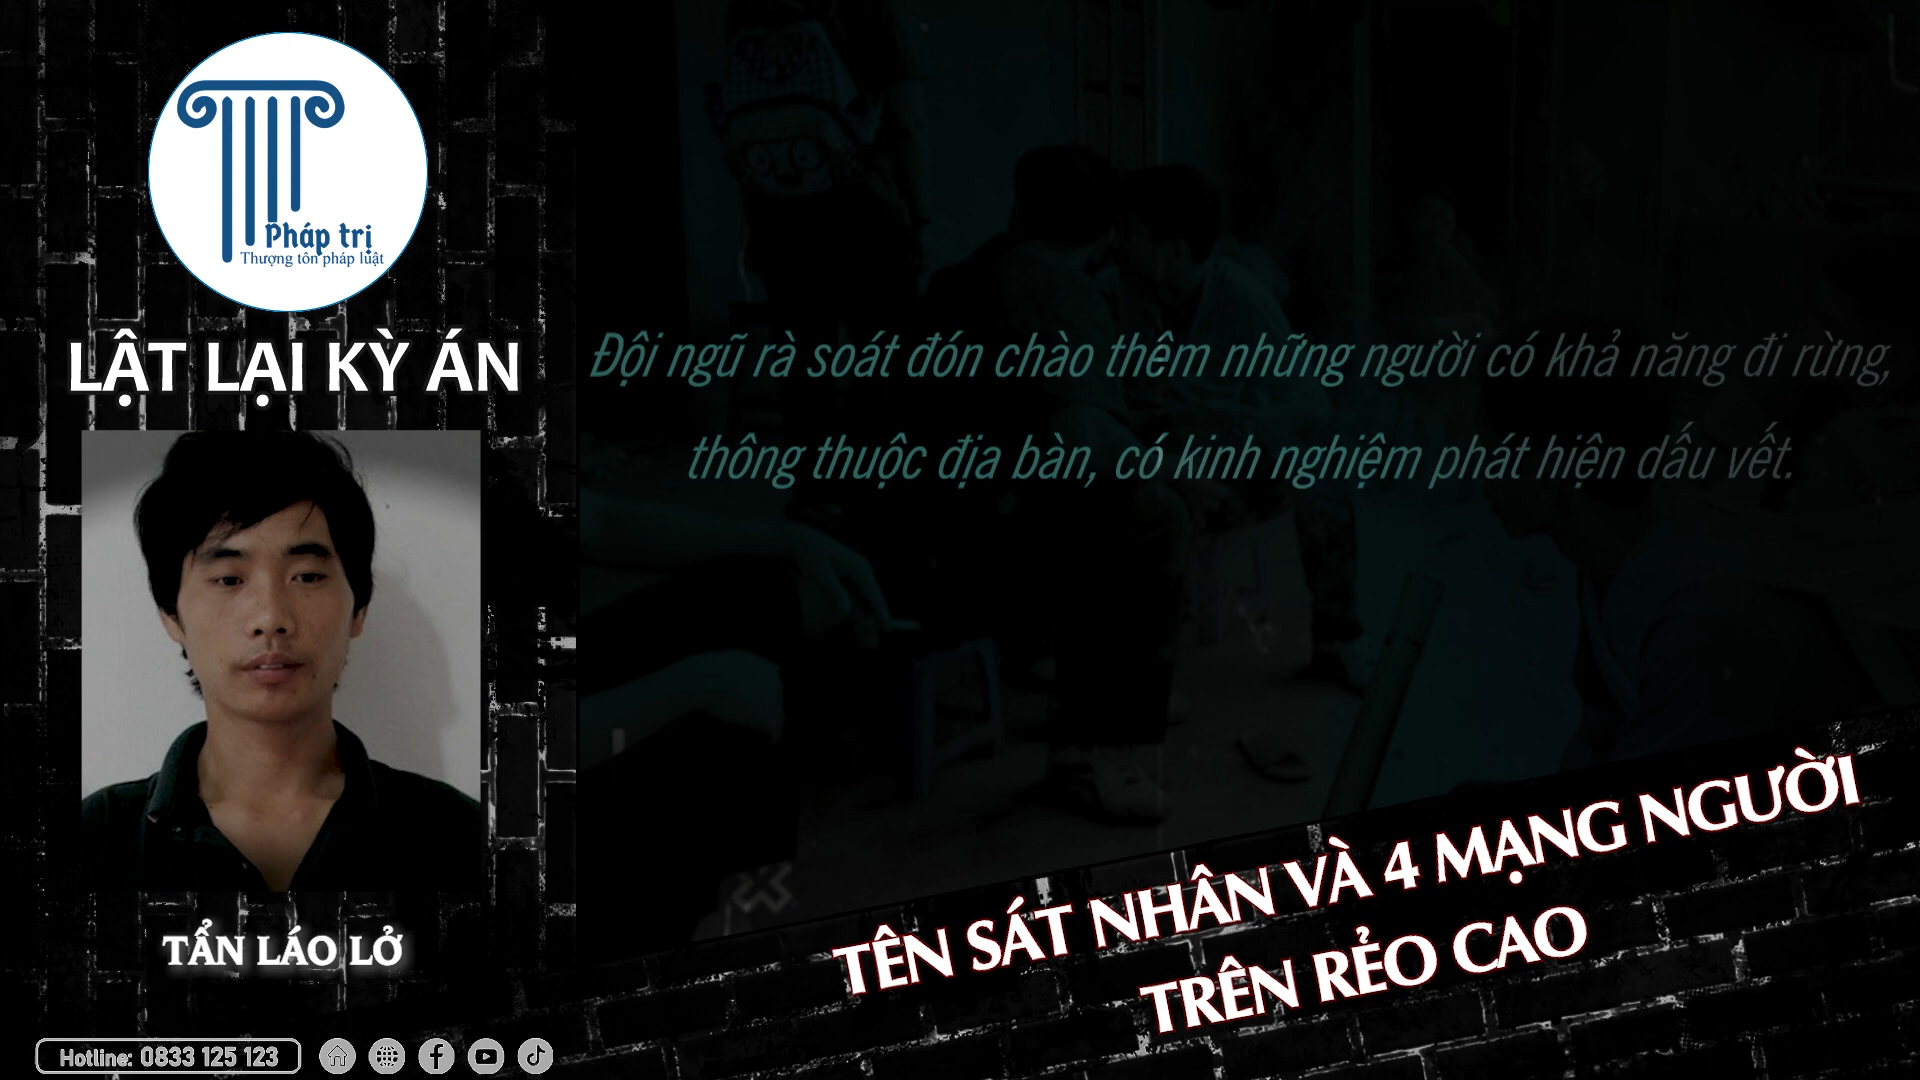 Pháp trị
Thượng tôn pháp luật
LẬT LẠI KỲ ÁN
TẨN LÁO LỞ
Hotline: 0833 125 123
Đội ngũ rà soát đón chào thêm những người có khả năng đi rừng,
thông thuộc địa bàn, có kinh nghiệm phát hiện dấu vết.
TÊN SÁT NHÂN VÀ 4 MẠNG NGƯỜI
TRÊN RẺO CAO